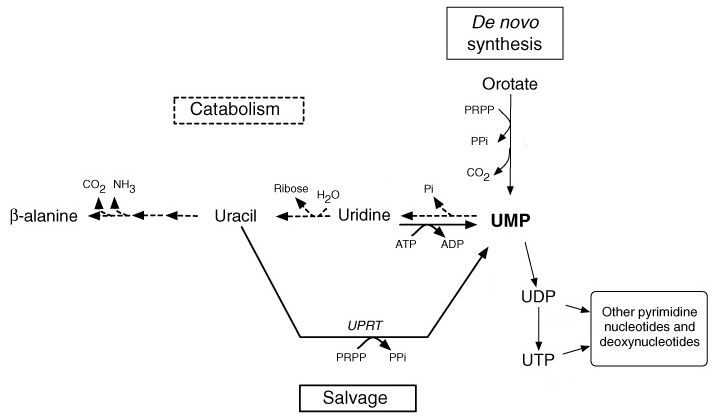 De novo
synthesis
Orotate
PRPP
PPi
CO2
Catabolism
CO2 NH3
Ribose
H2O
Pi
β-alanine
Uracil
Uridine
UMP
ATP
ADP
UDP
UTP
Other pyrimidine
nucleotides and
deoxynucleotides
UPRT
PRPP
PPi
Salvage